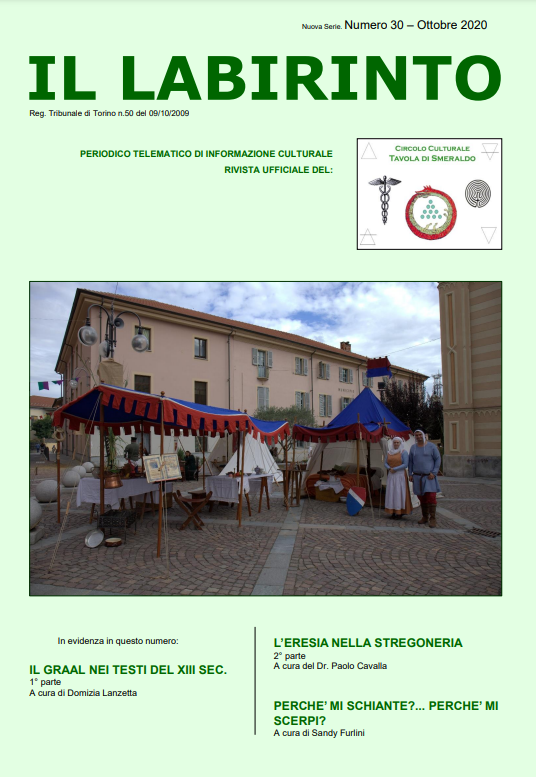 Nuova Serie. Numero 30 – Ottobre 2020
IL LABIRINTO
Reg. Tribunale di Torino n.50 del 09/10/2009
PERIODICO TELEMATICO DI INFORMAZIONE CULTURALE
RIVISTA UFFICIALE DEL:
CIRCOLO CULTURALE
TAVOLA DI SMERALDO
In evidenza in questo numero:
IL GRAAL NEI TESTI DEL XIII SEC.
1° parte
A cura di Domizia Lanzetta
L'ERESIA NELLA STREGONERIA
2° parte
A cura del Dr. Paolo Cavalla
PERCHE' MI SCHIANTE?... PERCHE' MI
SCERPI?
A cura di Sandy Furlini